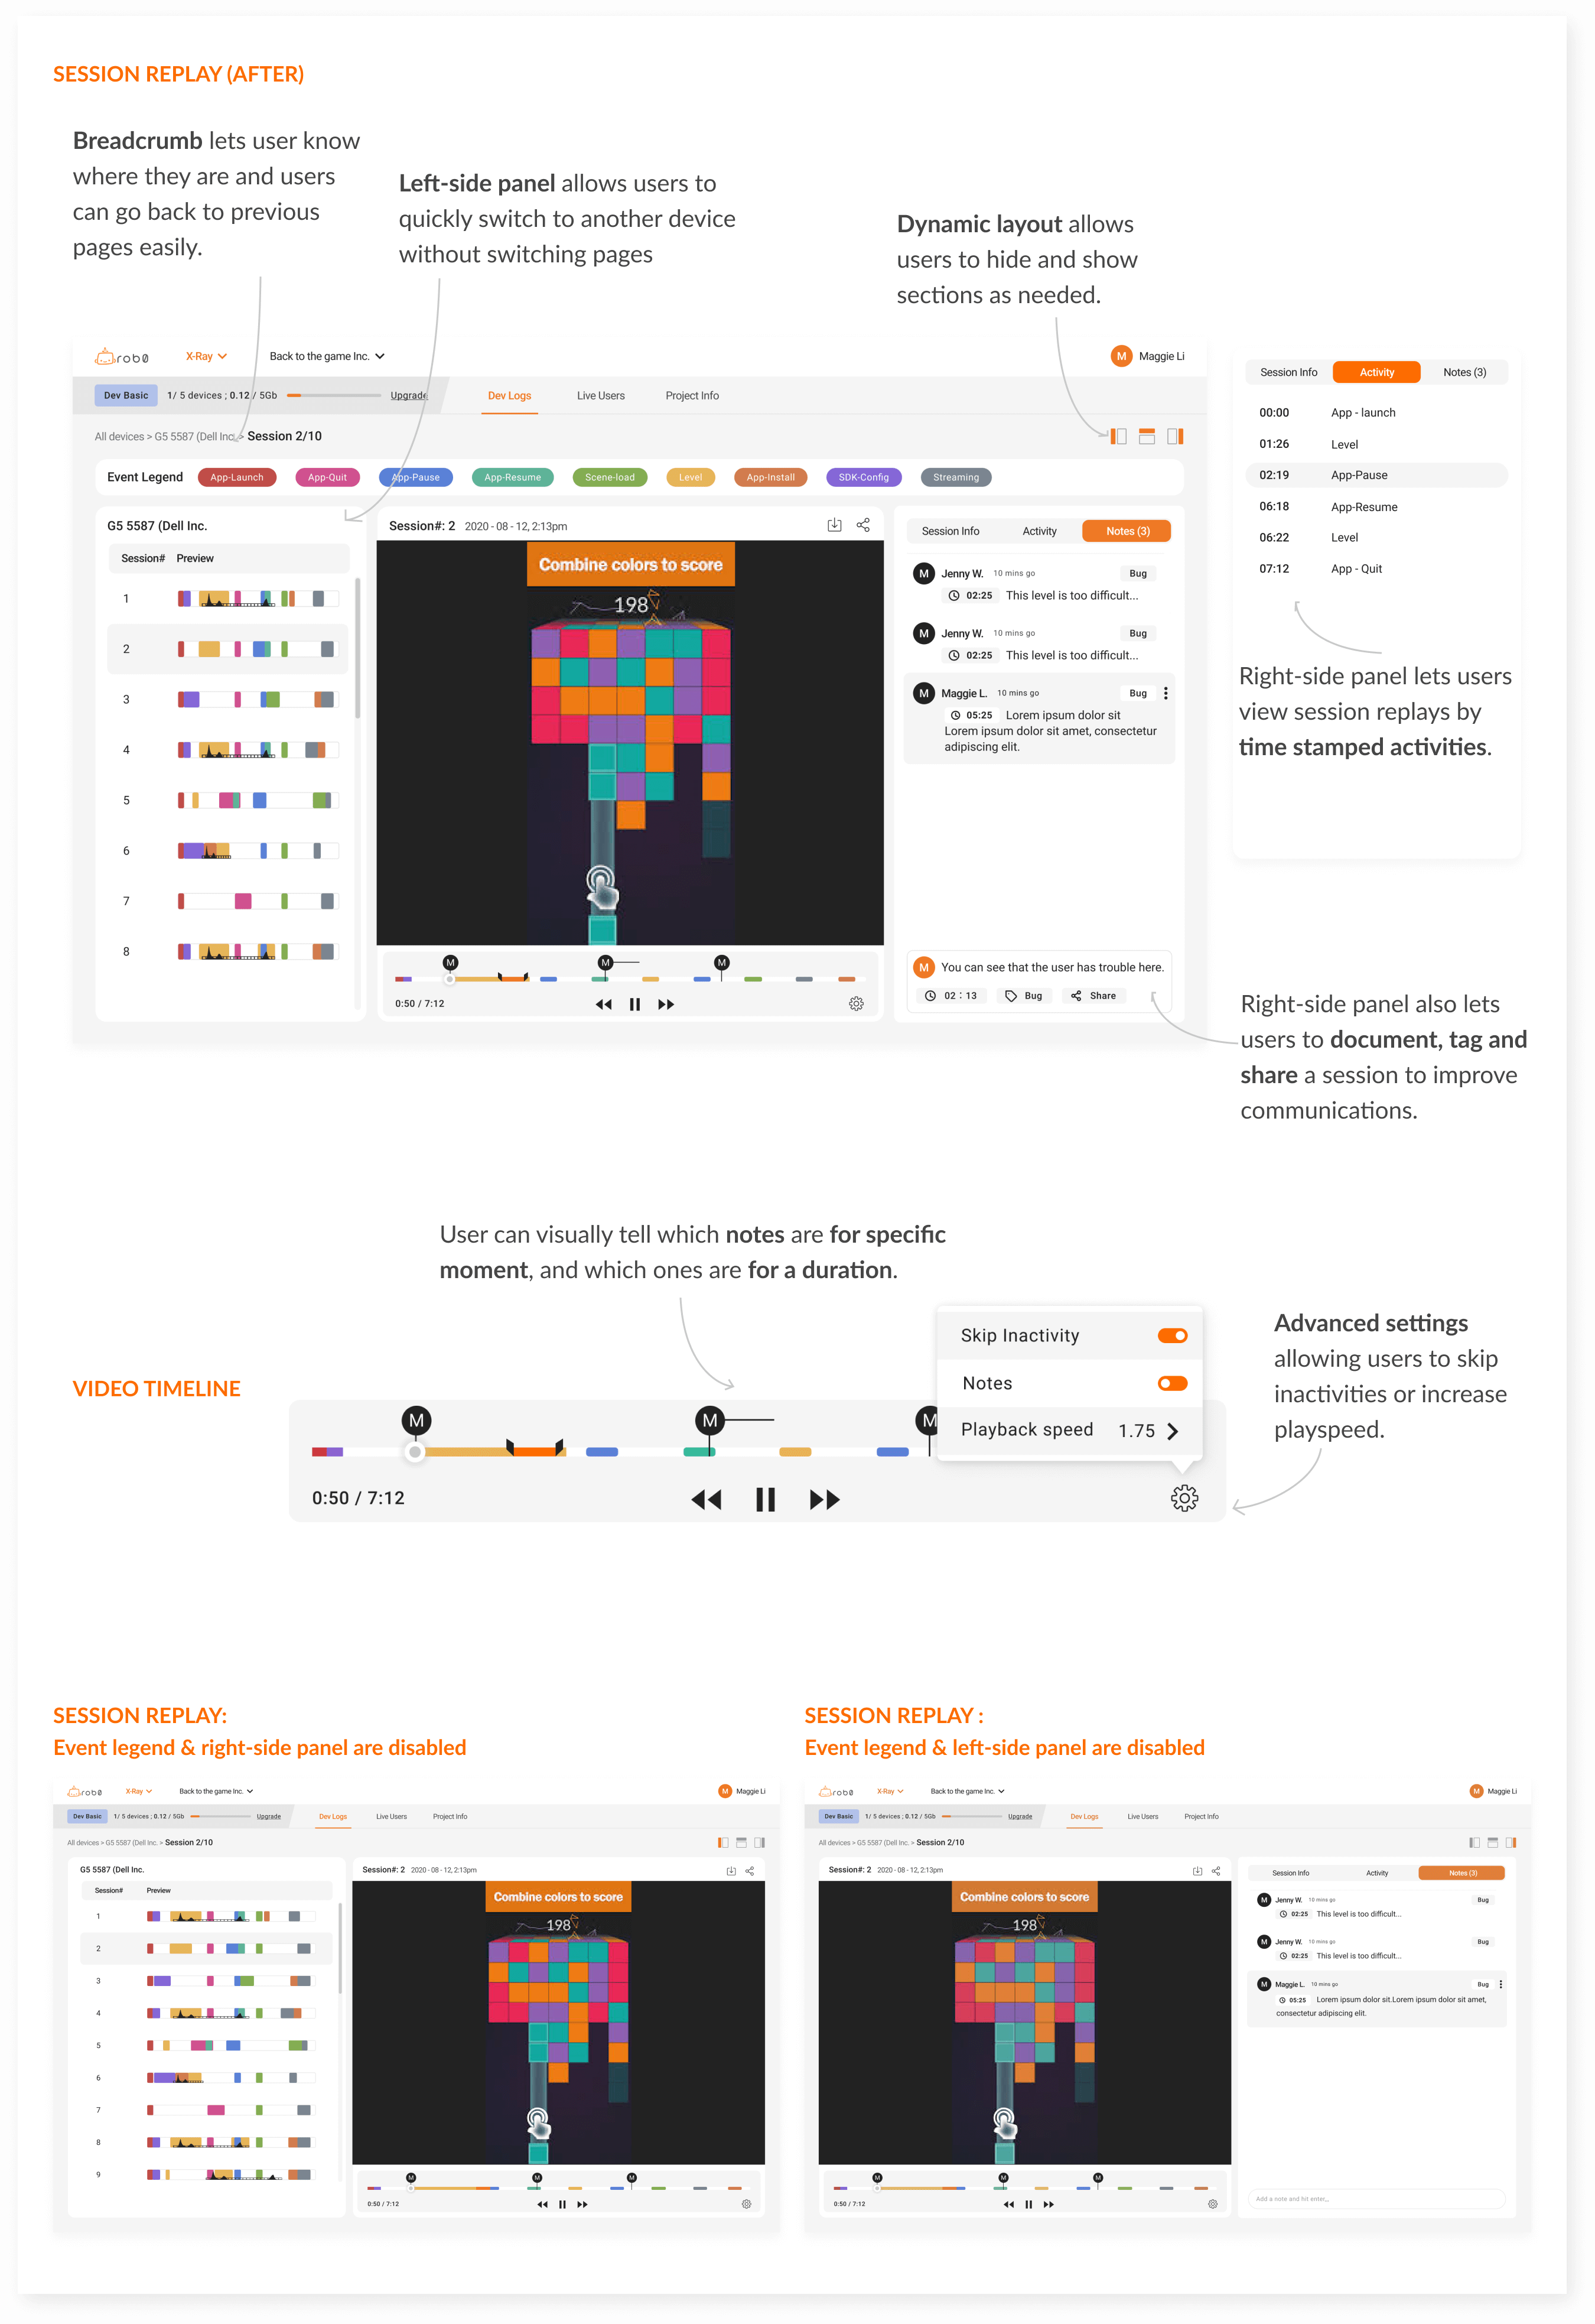 SESSION REPLAY (AFTER)
Breadcrumb lets user know
where they are and users
can go back to previous
pages easily.
Left-side panel allows users to
quickly switch to another device
without switching pages
Dynamic layout allows
users to hide and show
sections as needed.
rob0
X-Ray
Back to the game Inc.
M Maggie Li
Dev Basic 1/ 5 devices ; 0.12 / 5Gb Upgrade
Dev Logs Live Users Project Info
All devices > G5 5587 (Dell Inc. > Session 2/10
Event Legend App-Launch App-Quit App-Pause App-Resume Scene-load Level App-Install SDK-Config Streaming
G5 5587 (Dell Inc.
Session# Preview
1
2
3
4
5
6
7
8
Session#: 2 2020 - 08 - 12, 2:13pm
Combine colors to score
198
M M M
0:50 / 7:12
Session Info Activity Notes (3)
M Jenny W. 10 mins go Bug
02:25 This level is too difficult...
M Jenny W. 10 mins go Bug
02:25 This level is too difficult...
M Maggie L. 10 mins go Bug
05:25 Lorem ipsum dolor sit
Lorem ipsum dolor sit amet, consectetur
adipiscing elit.
M You can see that the user has trouble here.
02 : 13 Bug Share
Session Info Activity Notes (3)
00:00 App - launch
01:26 Level
02:19 App-Pause
06:18 App-Resume
06:22 Level
07:12 App - Quit
Right-side panel lets users
view session replays by
time stamped activities.
Right-side panel also lets
users to document, tag and
share a session to improve
communications.
User can visually tell which notes are for specific
moment, and which ones are for a duration.
VIDEO TIMELINE
M M M
0:50 / 7:12
Skip Inactivity
Notes
Playback speed 1.75
Advanced settings
allowing users to skip
inactivities or increase
playspeed.
SESSION REPLAY:
Event legend & right-side panel are disabled
rob0
X-Ray
Back to the game Inc.
M Maggie Li
Dev Basic 1/ 5 devices ; 0.12 / 5Gb Upgrade
Dev Logs Live Users Project Info
All devices > G5 5587 (Dell Inc. > Session 2/10
G5 5587 (Dell Inc.
Session# Preview
1
2
3
4
5
6
7
8
9
Session#: 2 2020 - 08 - 12, 2:13pm
Combine colors to score
198
M M M
0:50 / 7:12
SESSION REPLAY :
Event legend & left-side panel are disabled
rob0
X-Ray
Back to the game Inc.
M Maggie Li
Dev Basic 1/ 5 devices ; 0.12 / 5Gb Upgrade
Dev Logs Live Users Project Info
All devices > G5 5587 (Dell Inc. > Session 2/10
Session#: 2 2020 - 08 - 12, 2:13pm
Combine colors to score
198
M M M
0:50 / 7:12
Session Info Activity Notes (3)
M Jenny W. 10 mins go Bug
02:25 This level is too difficult...
M Jenny W. 10 mins go Bug
02:25 This level is too difficult...
M Maggie L. 10 mins go Bug
05:25 Lorem ipsum dolor sit.Lorem ipsum dolor sit amet,
consectetur adipiscing elit.
Add a note and hit enter,,,